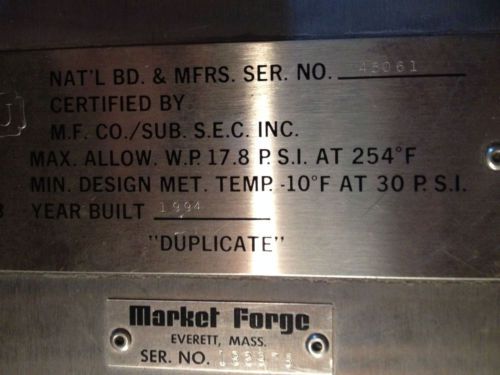 NAT'L BD. & MFRS. SER. NO. 45061
CERTIFIED BY
M.F. CO./SUB. S.E.C. INC.
MAX. ALLOW. W.P. 17.8 P.S.I. AT 254°F
MIN. DESIGN MET. TEMP. -10°F AT 30 P.S.I.
YEAR BUILT 1994
"DUPLICATE"
Market Forge
EVERETT, MASS.
SER. NO.